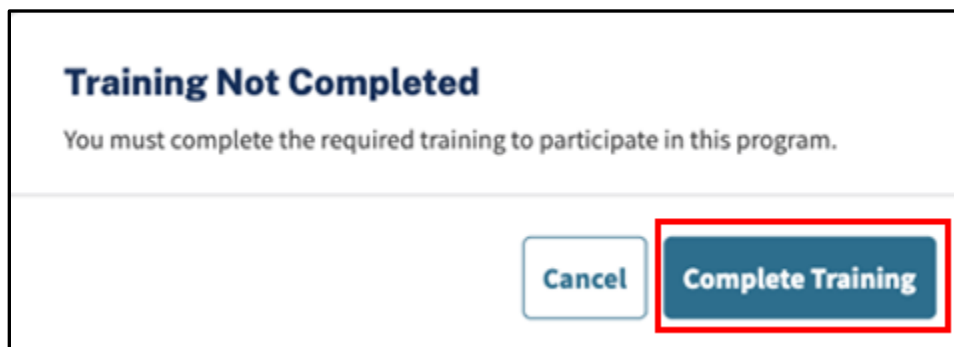 Training Not Completed
You must complete the required training to participate in this program.
Cancel
Complete Training